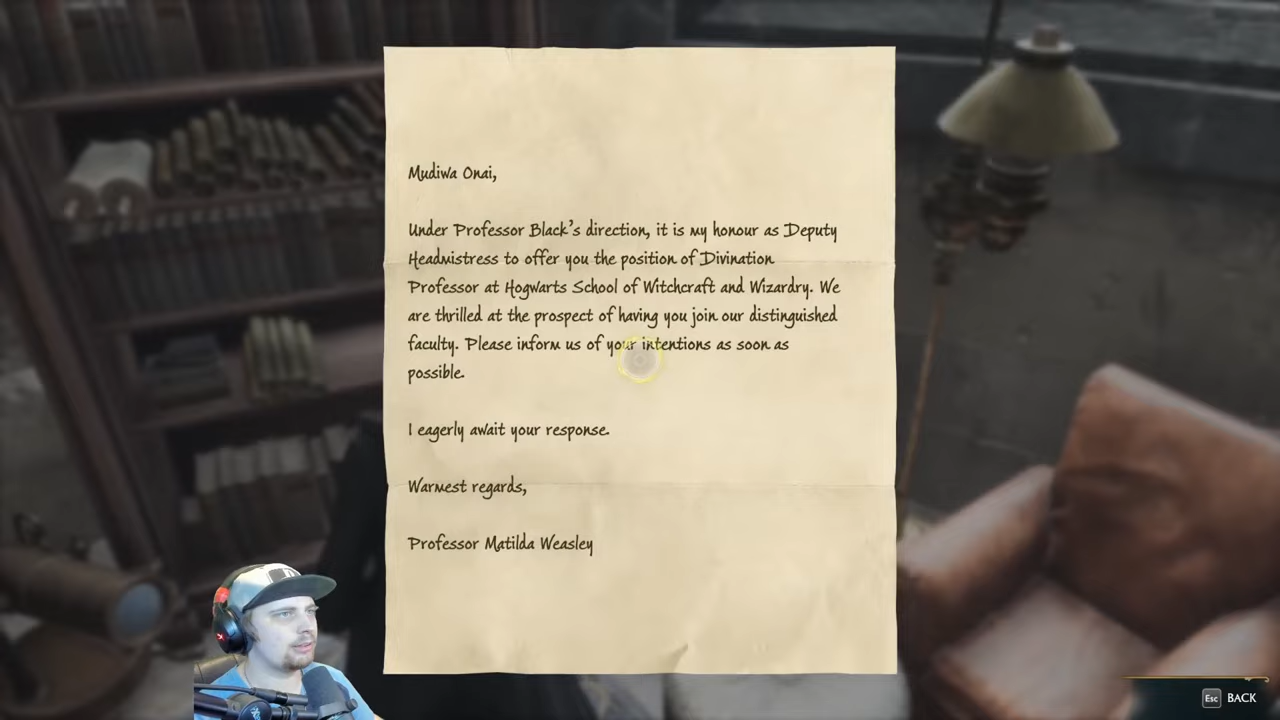 Mudiwa Onai,
Under Professor Black's direction, it is my honour as Deputy
Headmistress to offer you the position of Divination
Professor at Hogwarts School of Witchcraft and Wizardry. We
are thrilled at the prospect of having you join our distinguished
faculty. Please inform us of your intentions as soon as
possible.
I eagerly await your response.
Warmest regards,
Professor Matilda Weasley
Esc BACK